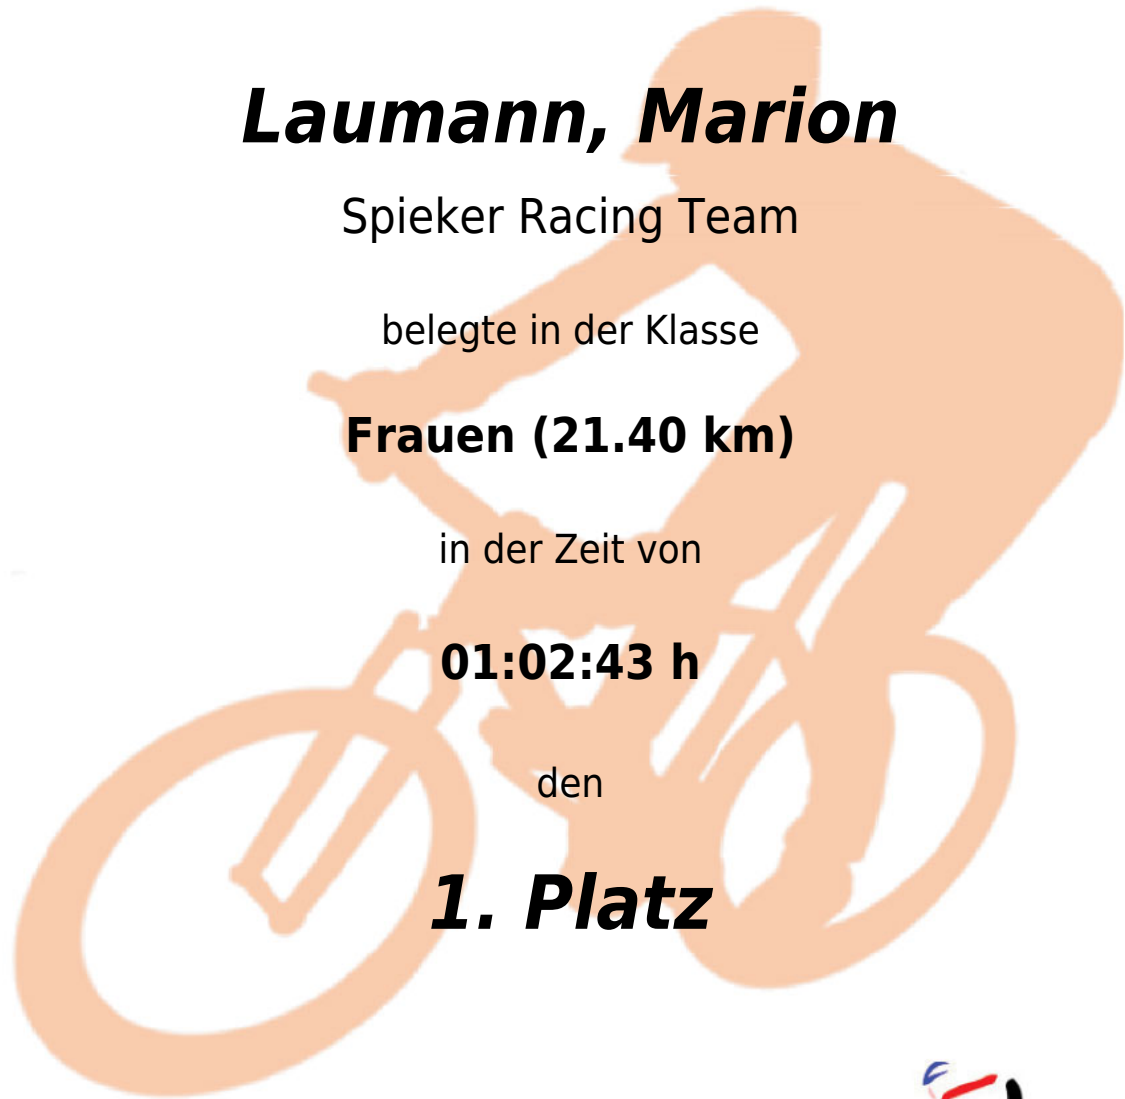 Laumann, Marion
Spieker Racing Team
belegte in der Klasse
Frauen (21.40 km)
in der Zeit von
01:02:43 h
den
1. Platz